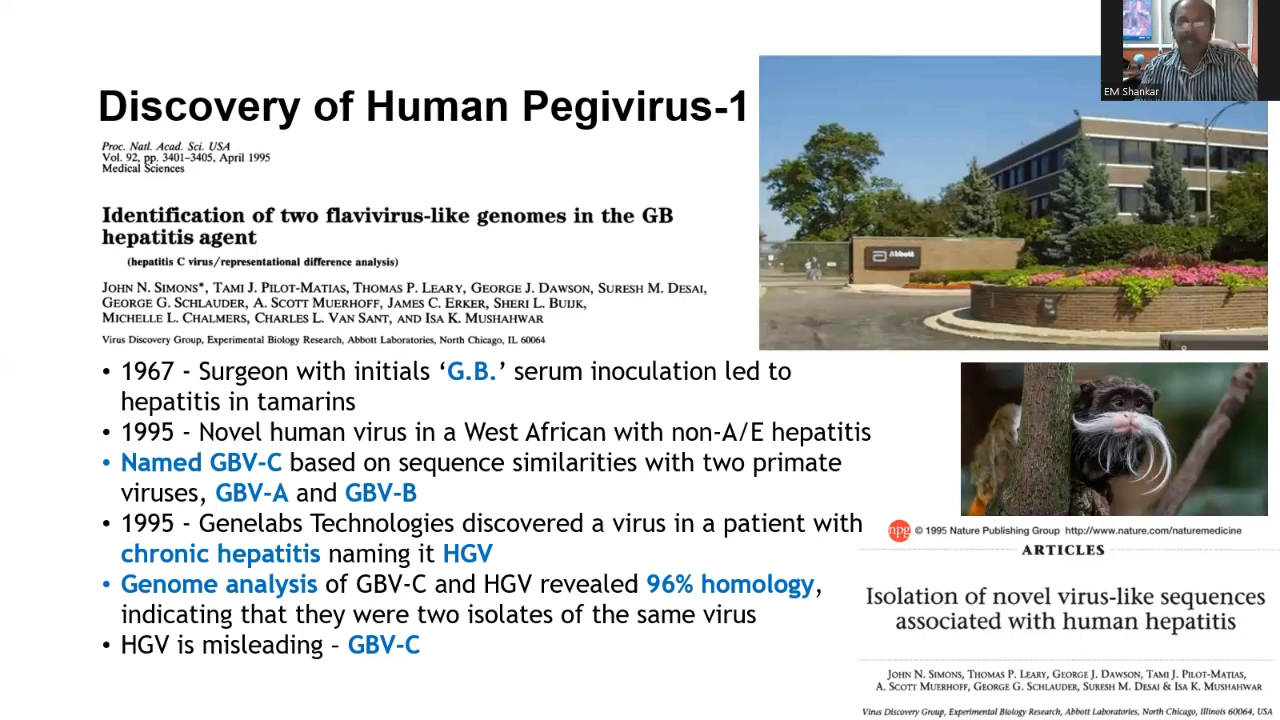 Discovery of Human Pegivirus-1
Proc. Natl. Acad. Sci. USA
Vol. 92, pp. 3401-3405, April 1995
Medical Sciences
Identification of two flavivirus-like genomes in the GB
hepatitis agent
(hepatitis C virus/representational difference analysis)
JOHN N. SIMONS*, TAMI J. PILOT-MATIAS, THOMAS P. LEARY, GEORGE J. DAWSON, SURESH M. DESAI,
GEORGE G. SCHLAUDER, A. SCOTT MUERHOFF, JAMES C. ERKER, SHERI L. BUIJK,
MICHELLE L. CHALMERS, CHARLES L. VAN SANT, AND ISA K. MUSHAHWAR
Virus Discovery Group, Experimental Biology Research, Abbott Laboratories, North Chicago, IL 60064
• 1967 - Surgeon with initials ‘G.B.’ serum inoculation led to
hepatitis in tamarins
• 1995 - Novel human virus in a West African with non-A/E hepatitis
• Named GBV-C based on sequence similarities with two primate
viruses, GBV-A and GBV-B
• 1995 - Genelabs Technologies discovered a virus in a patient with
chronic hepatitis naming it HGV
• Genome analysis of GBV-C and HGV revealed 96% homology,
indicating that they were two isolates of the same virus
• HGV is misleading – GBV-C
EM Shankar
Abbott
npg © 1995 Nature Publishing Group http://www.nature.com/naturemedicine
ARTICLES
Isolation of novel virus-like sequences
associated with human hepatitis
JOHN N. SIMONS, THOMAS P. LEARY, GEORGE J. DAWSON, TAMI J. PILOT-MATIAS,
A. SCOTT MUERHOFF, GEORGE G. SCHLAUDER, SURESH M. DESAI & ISA K. MUSHAHWAR
Virus Discovery Group, Experimental Biology Research, Abbott Laboratories, North Chicago, Illinois 60064, USA